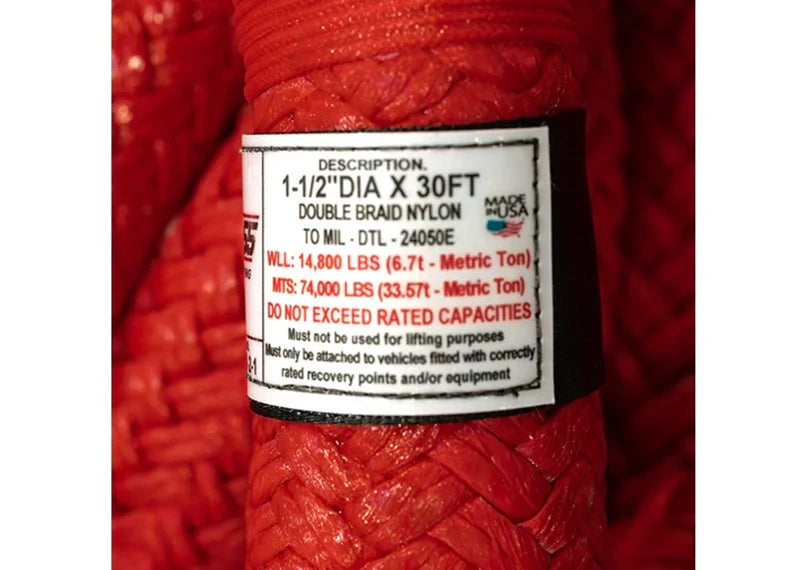 DESCRIPTION.
1-1/2"DIA X 30FT
DOUBLE BRAID NYLON
MADE
IN USA
TO MIL - DTL - 24050E
WLL: 14,800 LBS (6.7t - Metric Ton)
MTS: 74,000 LBS (33.57t - Metric Ton)
DO NOT EXCEED RATED CAPACITIES
Must not be used for lifting purposes
Must only be attached to vehicles fitted with correctly
rated recovery points and/or equipment